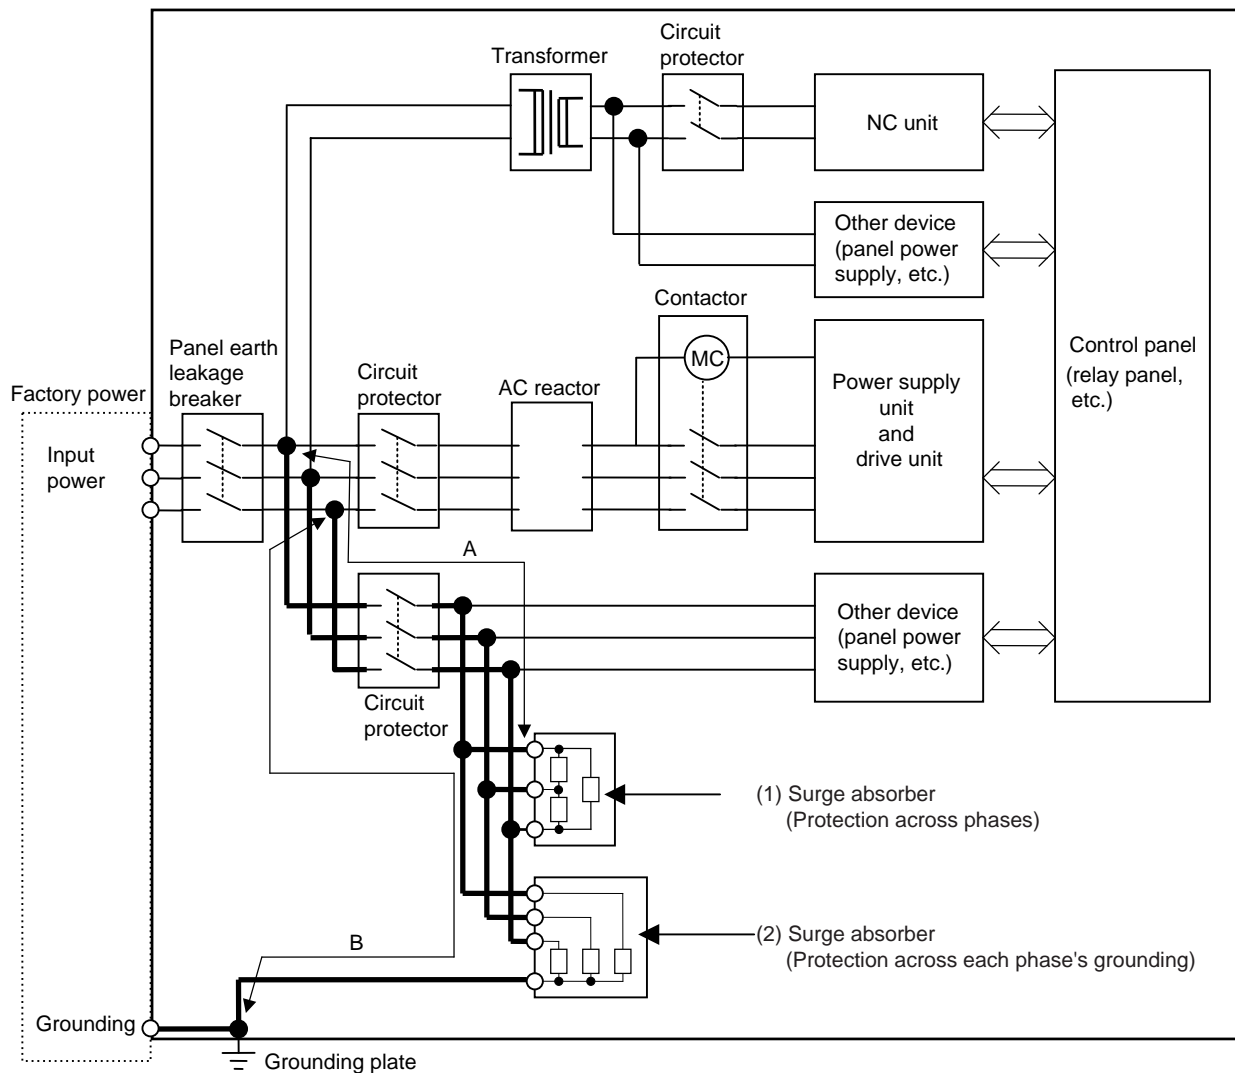 Circuit
protector
Transformer
NC unit
Other device
(panel power
supply, etc.)
Contactor
MC
Panel earth
leakage
breaker
Circuit
protector
AC reactor
Power supply
unit
and
drive unit
Control panel
(relay panel,
etc.)
Factory power
Input
power
A
Other device
(panel power
supply, etc.)
Circuit
protector
(1) Surge absorber
(Protection across phases)
B
(2) Surge absorber
(Protection across each phase's grounding)
Grounding
Grounding plate